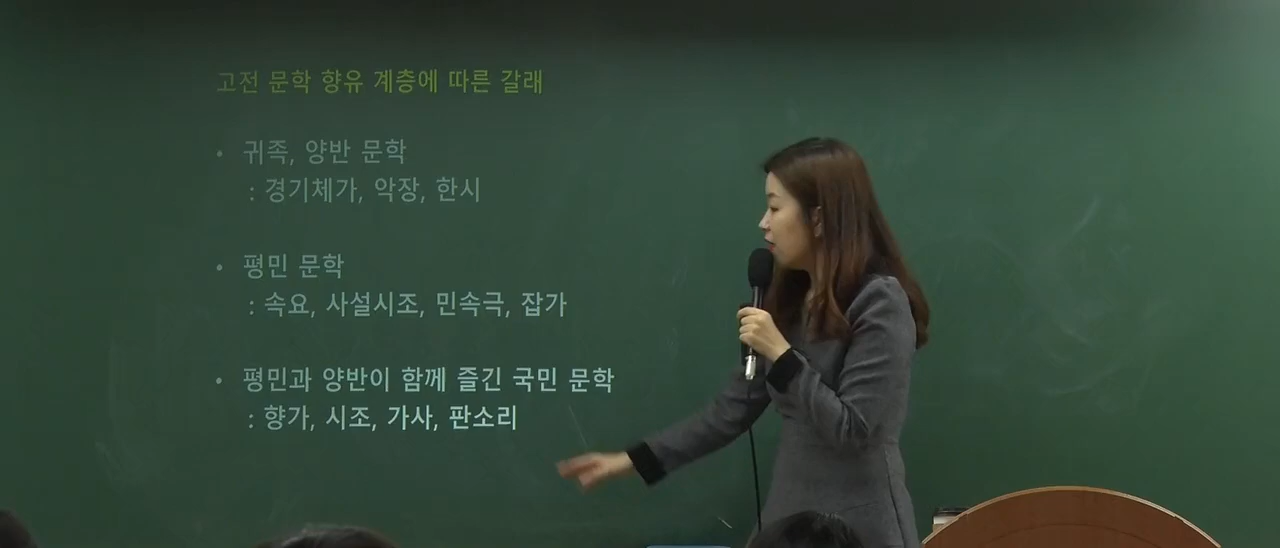 고전 문학 향유 계층에 따른 갈래
• 귀족, 양반 문학
: 경기체가, 악장, 한시
• 평민 문학
: 속요, 사설시조, 민속극, 잡가
• 평민과 양반이 함께 즐긴 국민 문학
: 향가, 시조, 가사, 판소리